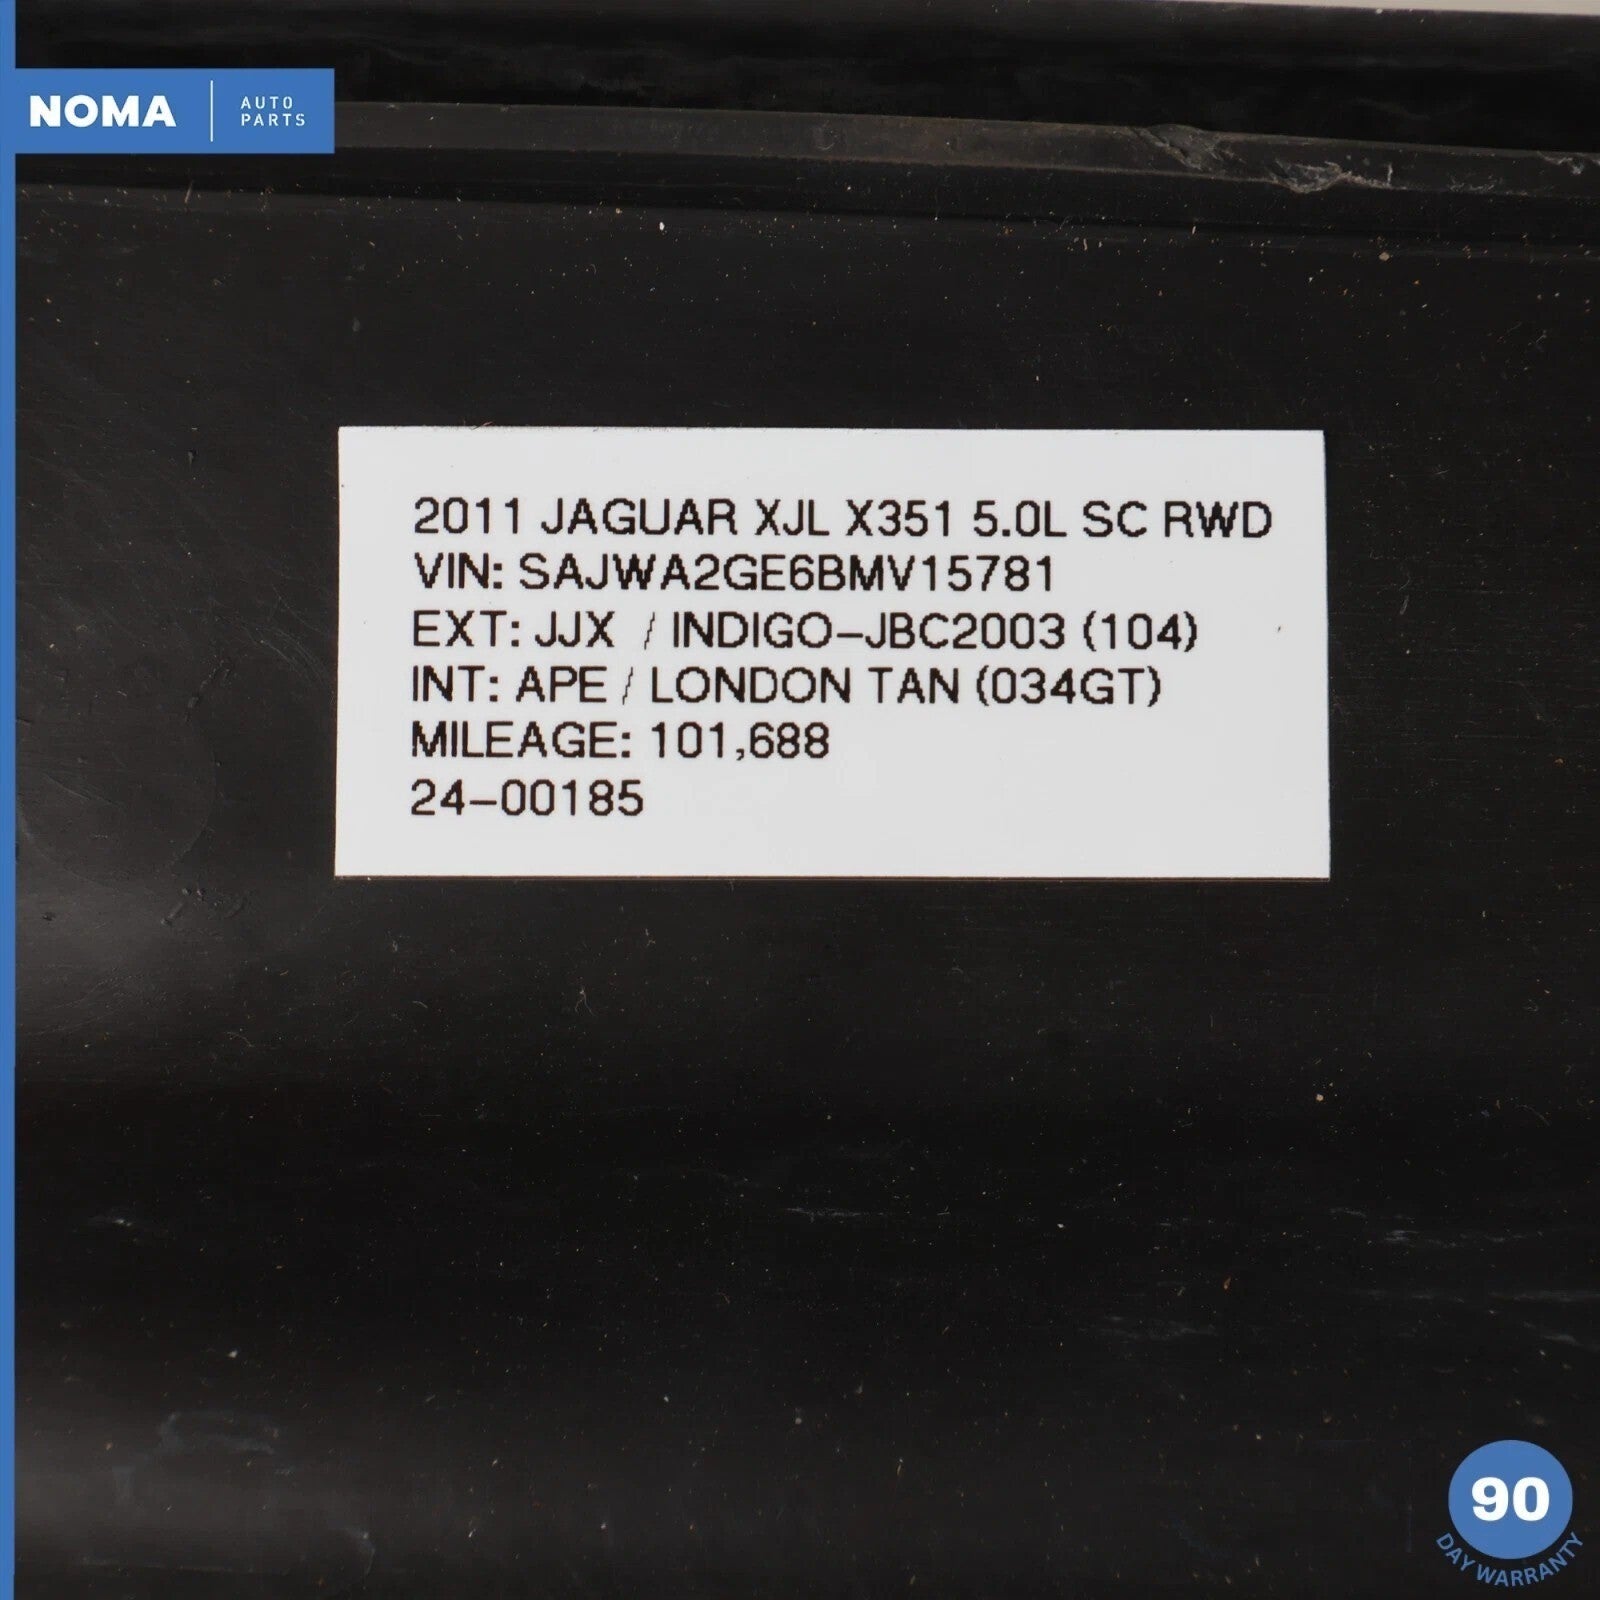 NOMA
AUTO
PARTS
2011 JAGUAR XJL X351 5.0L SC RWD
VIN: SAJWA2GE6BMV15781
EXT: JJX / INDIGO-JBC2003 (104)
INT: APE / LONDON TAN (034GT)
MILEAGE: 101,688
24-00185
90
DAY WARRANTY